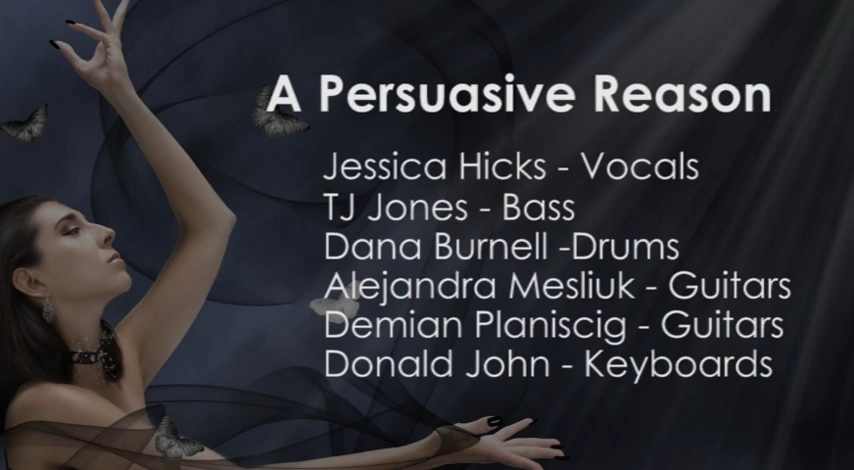 A Persuasive Reason
Jessica Hicks - Vocals
TJ Jones - Bass
Dana Burnell -Drums
Alejandra Mesliuk - Guitars
Demian Planiscig - Guitars
Donald John - Keyboards